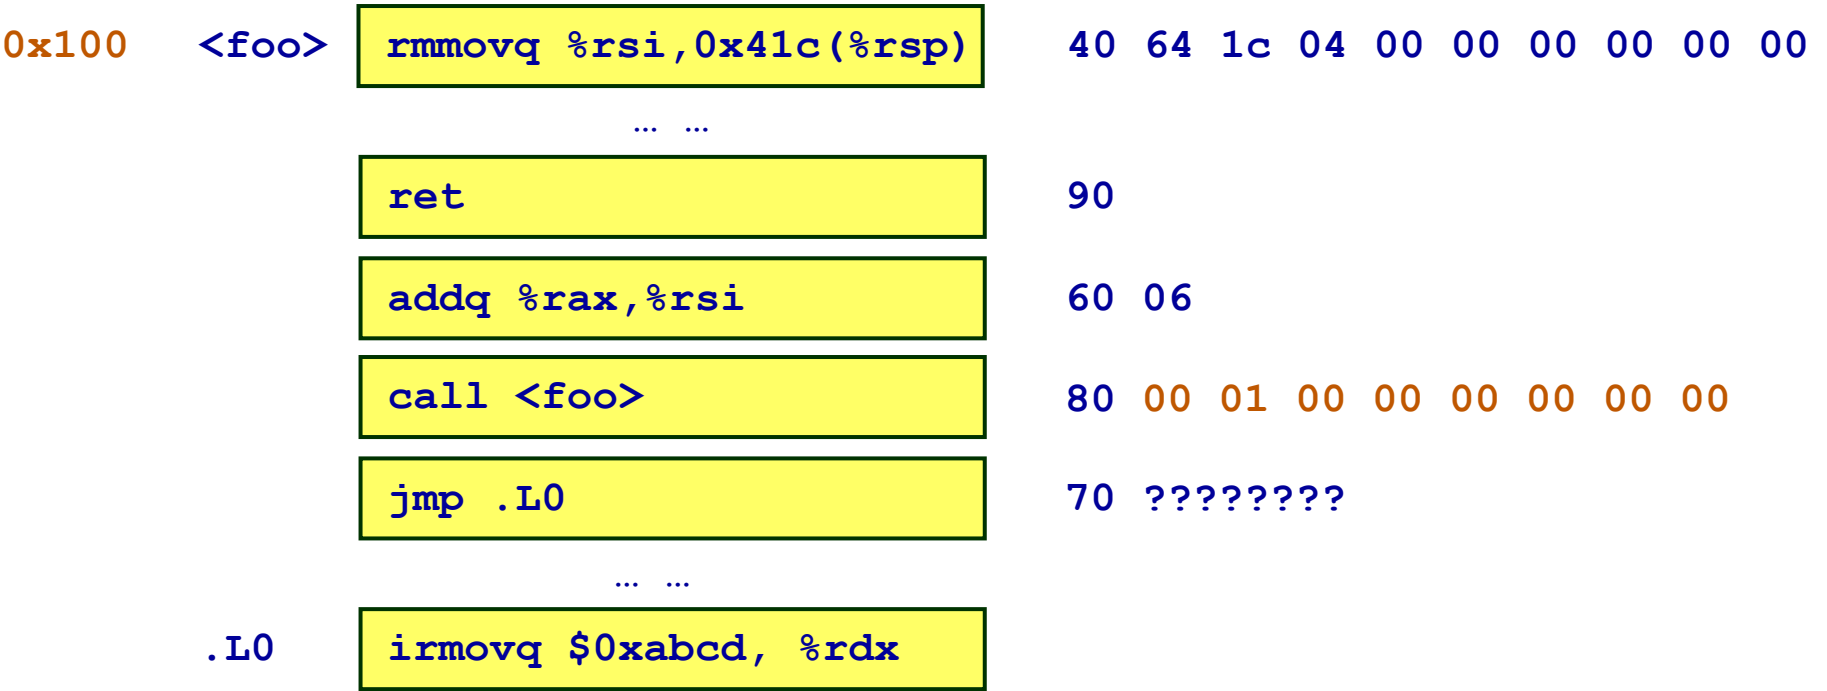 0x100 <foo> rmmovq %rsi,0x41c(%rsp) 40 64 1c 04 00 00 00 00 00 00
… …
ret 90
addq %rax,%rsi 60 06
call <foo> 80 00 01 00 00 00 00 00 00
jmp .L0 70 ????????
… …
.L0 irmovq $0xabcd, %rdx